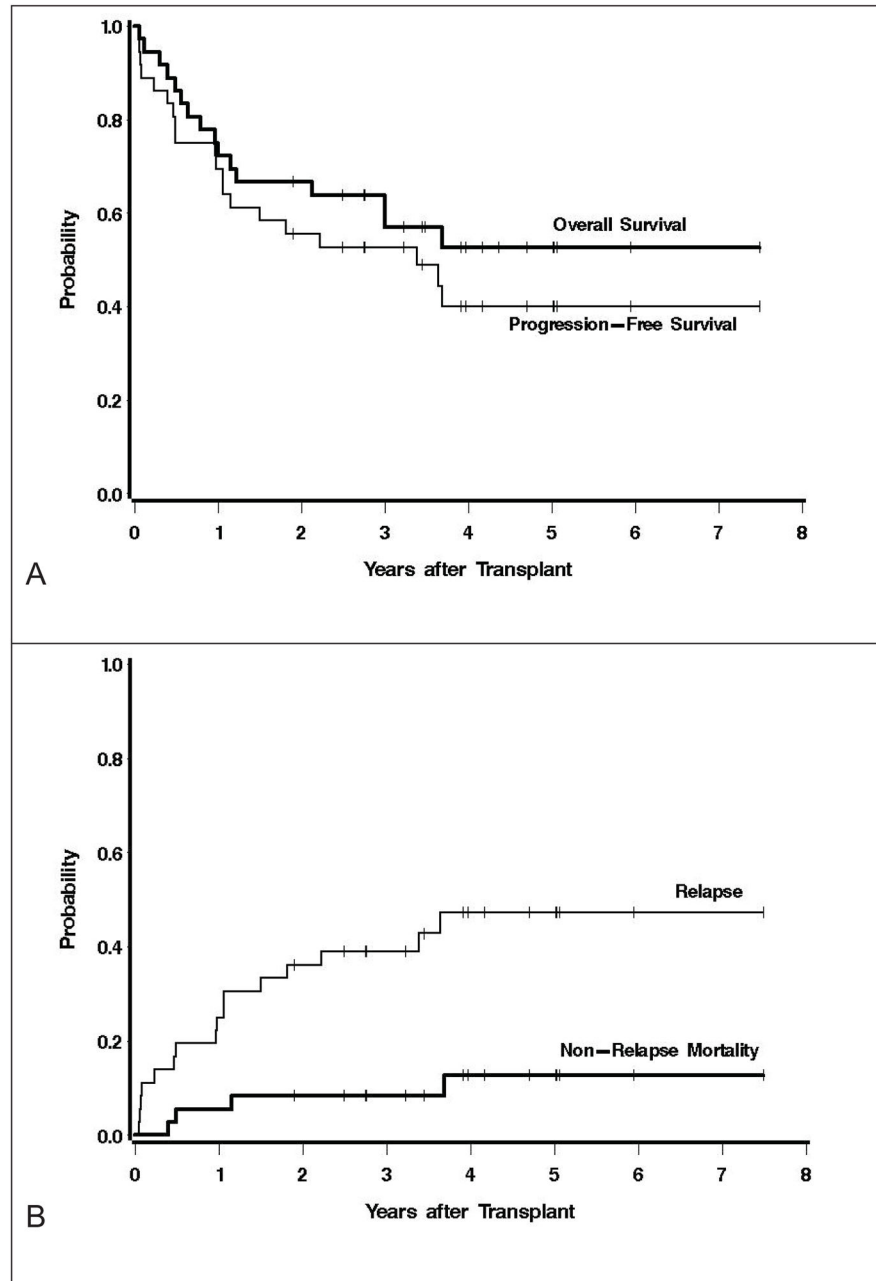 1.0
0.8
0.6
0.4
0.2
0.0
Probability
Overall Survival
Progression−Free Survival
0 1 2 3 4 5 6 7 8
Years after Transplant
A
1.0
0.8
0.6
0.4
0.2
0.0
Probability
Relapse
Non−Relapse Mortality
0 1 2 3 4 5 6 7 8
Years after Transplant
B